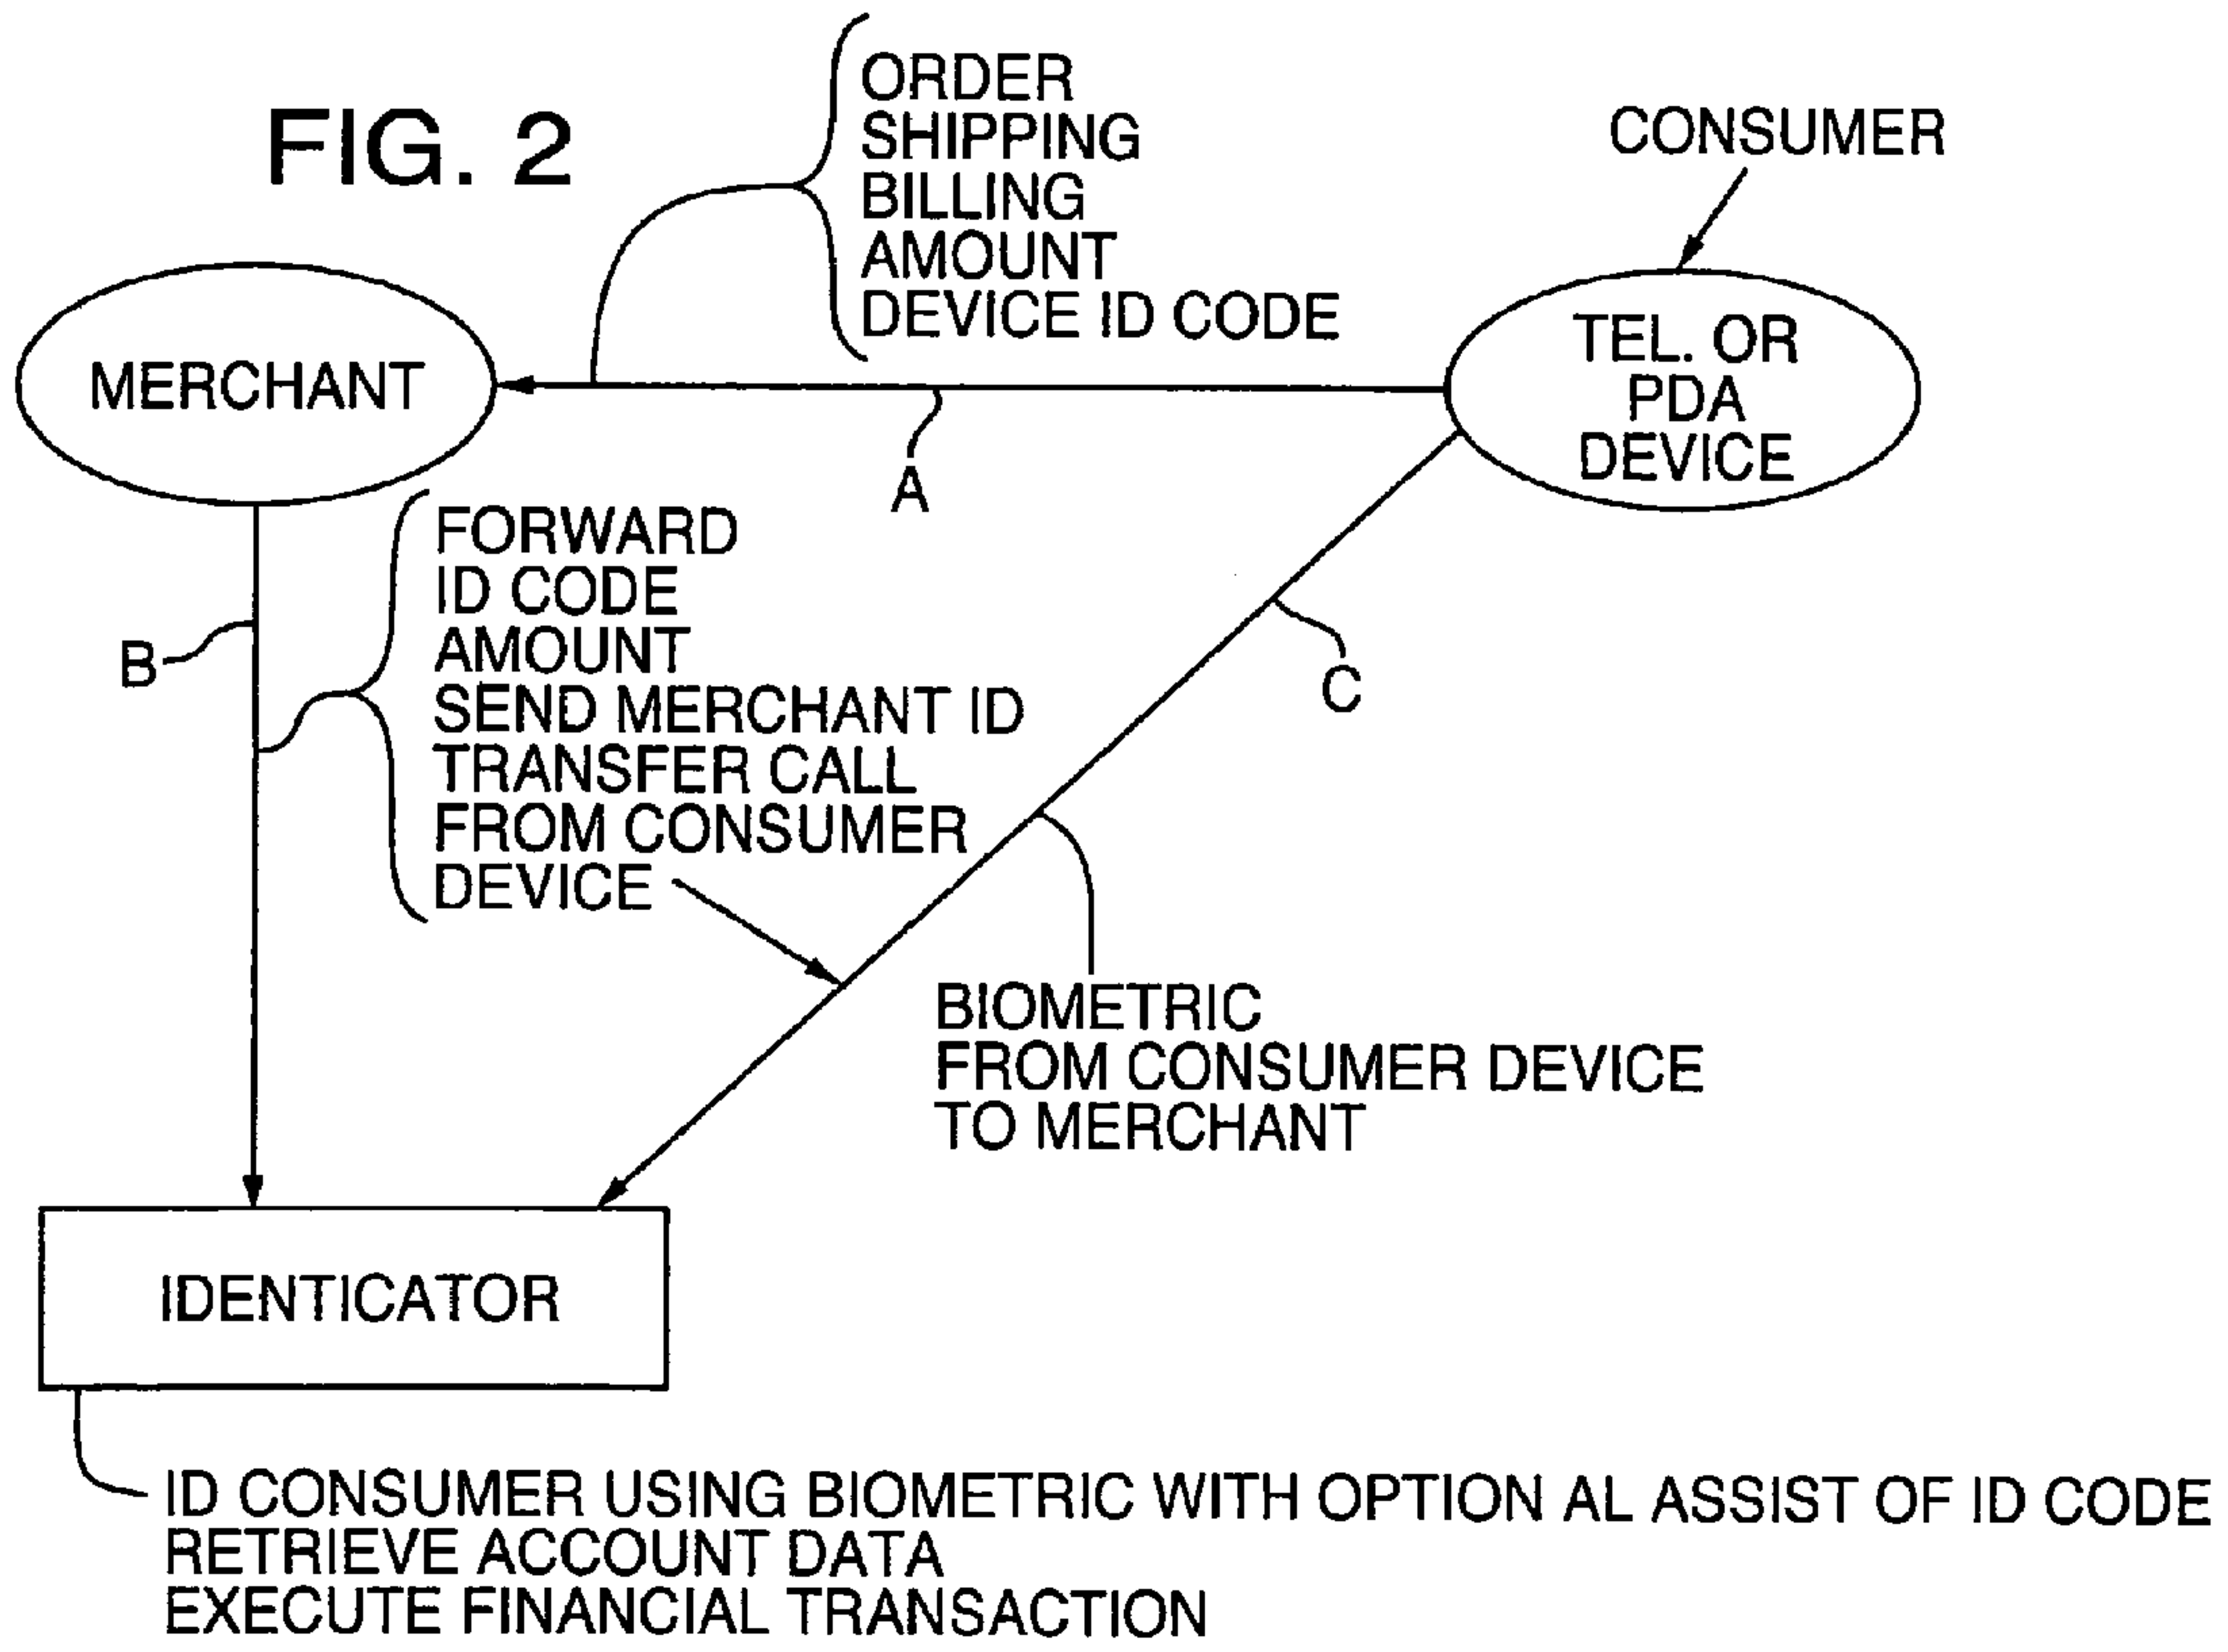 FIG. 2
ORDER
SHIPPING
BILLING
AMOUNT
DEVICE ID CODE
CONSUMER
MERCHANT
TEL. OR
PDA
DEVICE
A
FORWARD
ID CODE
AMOUNT
SEND MERCHANT ID
TRANSFER CALL
FROM CONSUMER
DEVICE
B
C
BIOMETRIC
FROM CONSUMER DEVICE
TO MERCHANT
IDENTICATOR
ID CONSUMER USING BIOMETRIC WITH OPTION AL ASSIST OF ID CODE
RETRIEVE ACCOUNT DATA
EXECUTE FINANCIAL TRANSACTION